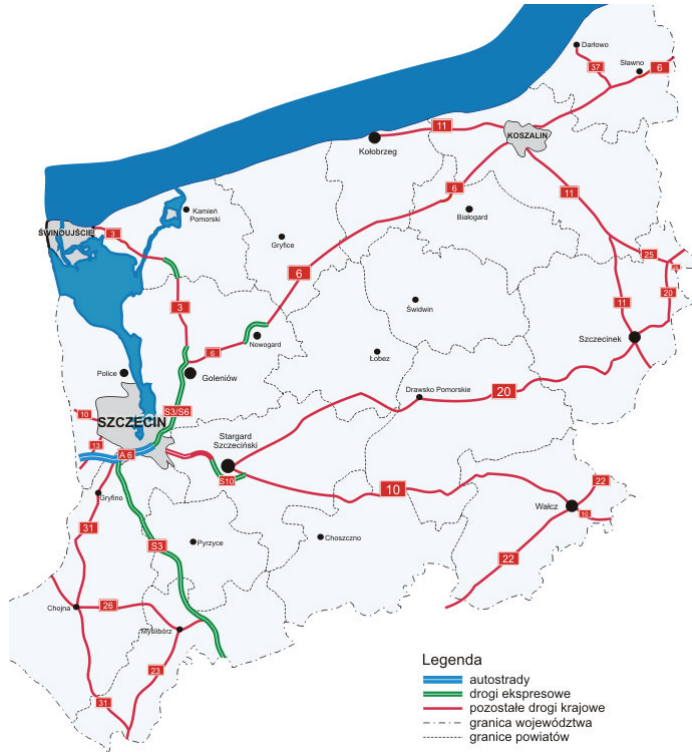 Darłowo
Sławno
37
6
11
Kołobrzeg
KOSZALIN
6
11
Kamień
Pomorski
Białogard
ŚWINOUJŚCIE
3
Gryfice
25
6
20
3
Świdwin
11
Nowogard
Szczecinek
6
Łobez
Police
Goleniów
Drawsko Pomorskie
20
10
S3/S6
SZCZECIN
13
A 6
Stargard
Szczeciński
S10
10
22
Gryfino
Wałcz
10
31
S3
Pyrzyce
Choszczno
22
Chojna
26
Myślibórz
23
31
Legenda
autostrady
drogi ekspresowe
pozostałe drogi krajowe
granica województwa
granice powiatów